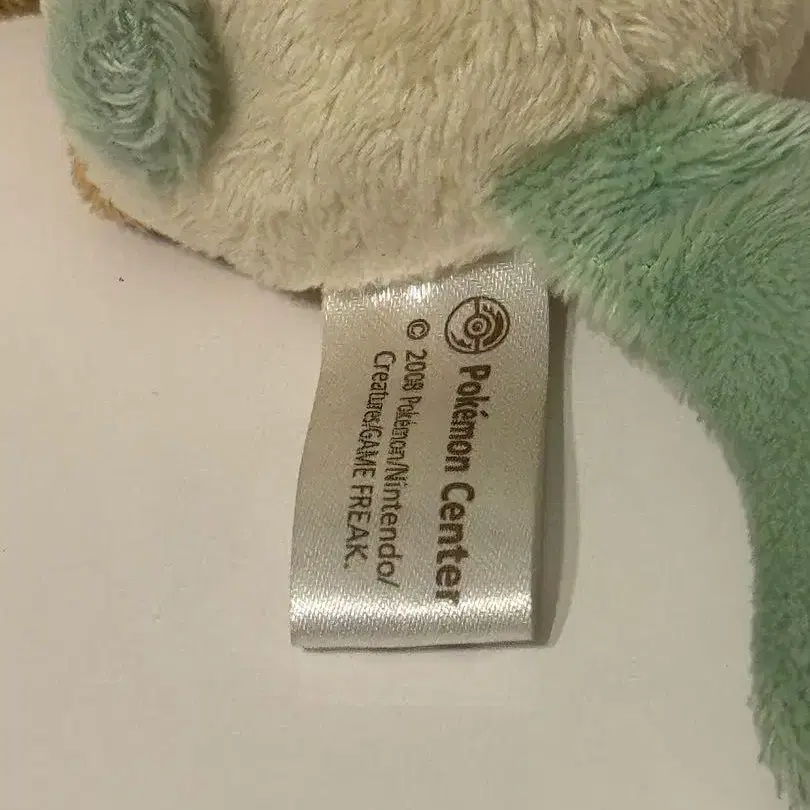 Pokémon Center
© 2008 Pokémon/Nintendo/
Creatures/GAME FREAK.